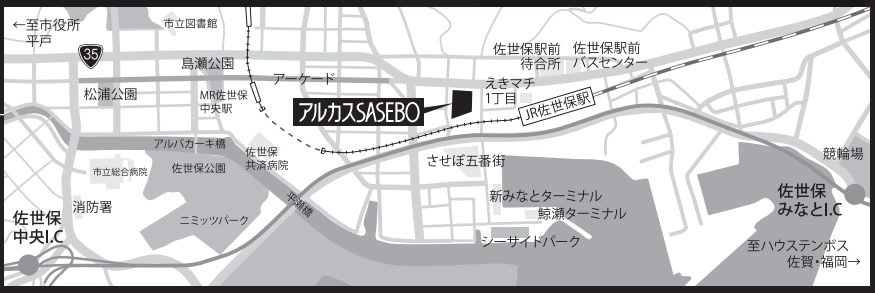 ←至市役所
平戸
市立図書館
35
島瀬公園
アーケード
松浦公園
MR佐世保
中央駅
佐世保駅前
待合所
佐世保駅前
バスセンター
えきマチ
1丁目
アルカスSASEBO
JR佐世保駅
アルバカーキ橋
佐世保公園
佐世保
共済病院
市立総合病院
させぼ五番街
競輪場
消防署
ニミッツパーク
平瀬橋
新みなとターミナル
鯨瀬ターミナル
シーサイドパーク
佐世保
みなとI.C
佐世保
中央I.C
至ハウステンボス
佐賀・福岡→